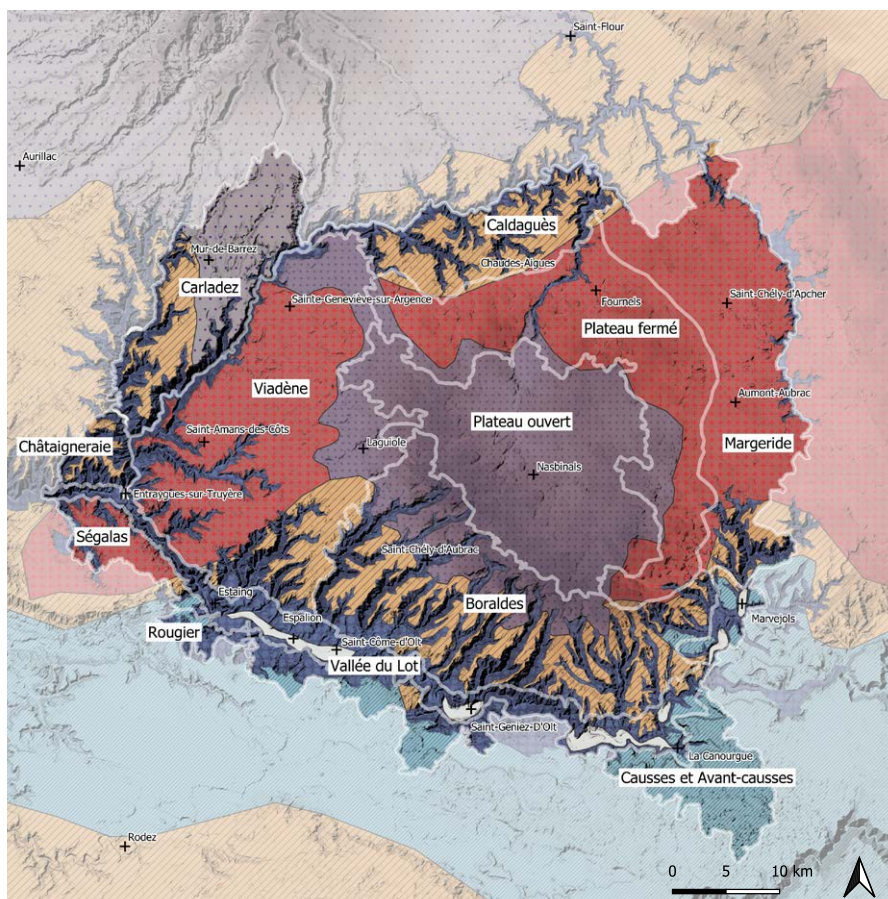 Saint-Flour
Aurillac
Caldaguès
Mur-de-Barrez
Chaudes-Aigues
Carladez
Sainte-Geneviève-sur-Argence
Fournels
Saint-Chély-d'Apcher
Plateau fermé
Viadène
Aumont-Aubrac
Plateau ouvert
Saint-Amans-des-Côts
Châtaigneraie
Laguiole
Margeride
Nasbinals
Entraygues-sur-Truyère
Ségalas
Saint-Chély-d'Aubrac
Estaing
Boraldes
Marvejols
Espalion
Rougier
Saint-Côme-d'Olt
Vallée du Lot
Saint-Geniez-D'Olt
La Canourgue
Causses et Avant-causses
Rodez
0 5 10 km